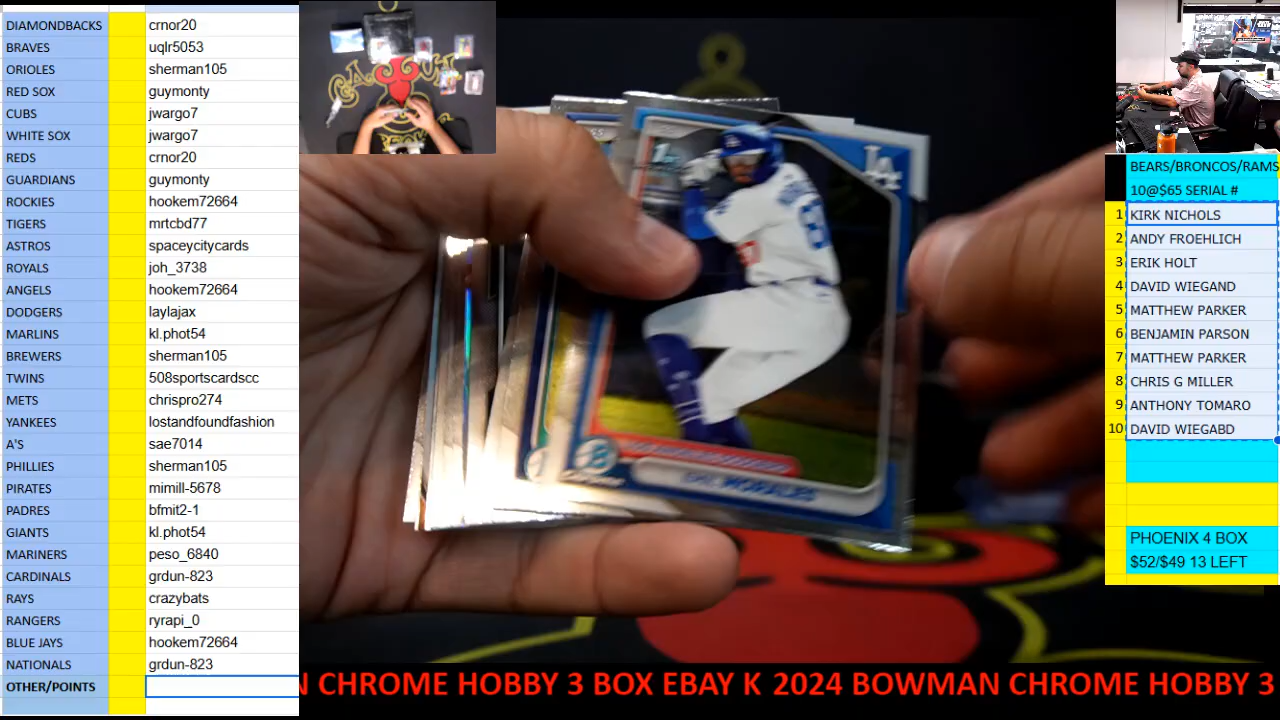 DIAMONDBACKS crnor20
BRAVES uqlr5053
ORIOLES sherman105
RED SOX guymonty
CUBS jwargo7
WHITE SOX jwargo7
REDS crnor20
GUARDIANS guymonty
ROCKIES hookem72664
TIGERS mrtcbd77
ASTROS spaceycitycards
ROYALS joh_3738
ANGELS hookem72664
DODGERS laylajax
MARLINS kl.phot54
BREWERS sherman105
TWINS 508sportscardscc
METS chrispro274
YANKEES lostandfoundfashion
A'S sae7014
PHILLIES sherman105
PIRATES mimill-5678
PADRES bfmit2-1
GIANTS kl.phot54
MARINERS peso_6840
CARDINALS grdun-823
RAYS crazybats
RANGERS ryrapi_0
BLUE JAYS hookem72664
NATIONALS grdun-823
OTHER/POINTS
1st
LA
MORALES
BEARS/BRONCOS/RAMS
10@$65 SERIAL #
1 KIRK NICHOLS
2 ANDY FROEHLICH
3 ERIK HOLT
4 DAVID WIEGAND
5 MATTHEW PARKER
6 BENJAMIN PARSON
7 MATTHEW PARKER
8 CHRIS G MILLER
9 ANTHONY TOMARO
10 DAVID WIEGABD
PHOENIX 4 BOX
$52/$49 13 LEFT
N CHROME HOBBY 3 BOX EBAY K 2024 BOWMAN CHROME HOBBY 3